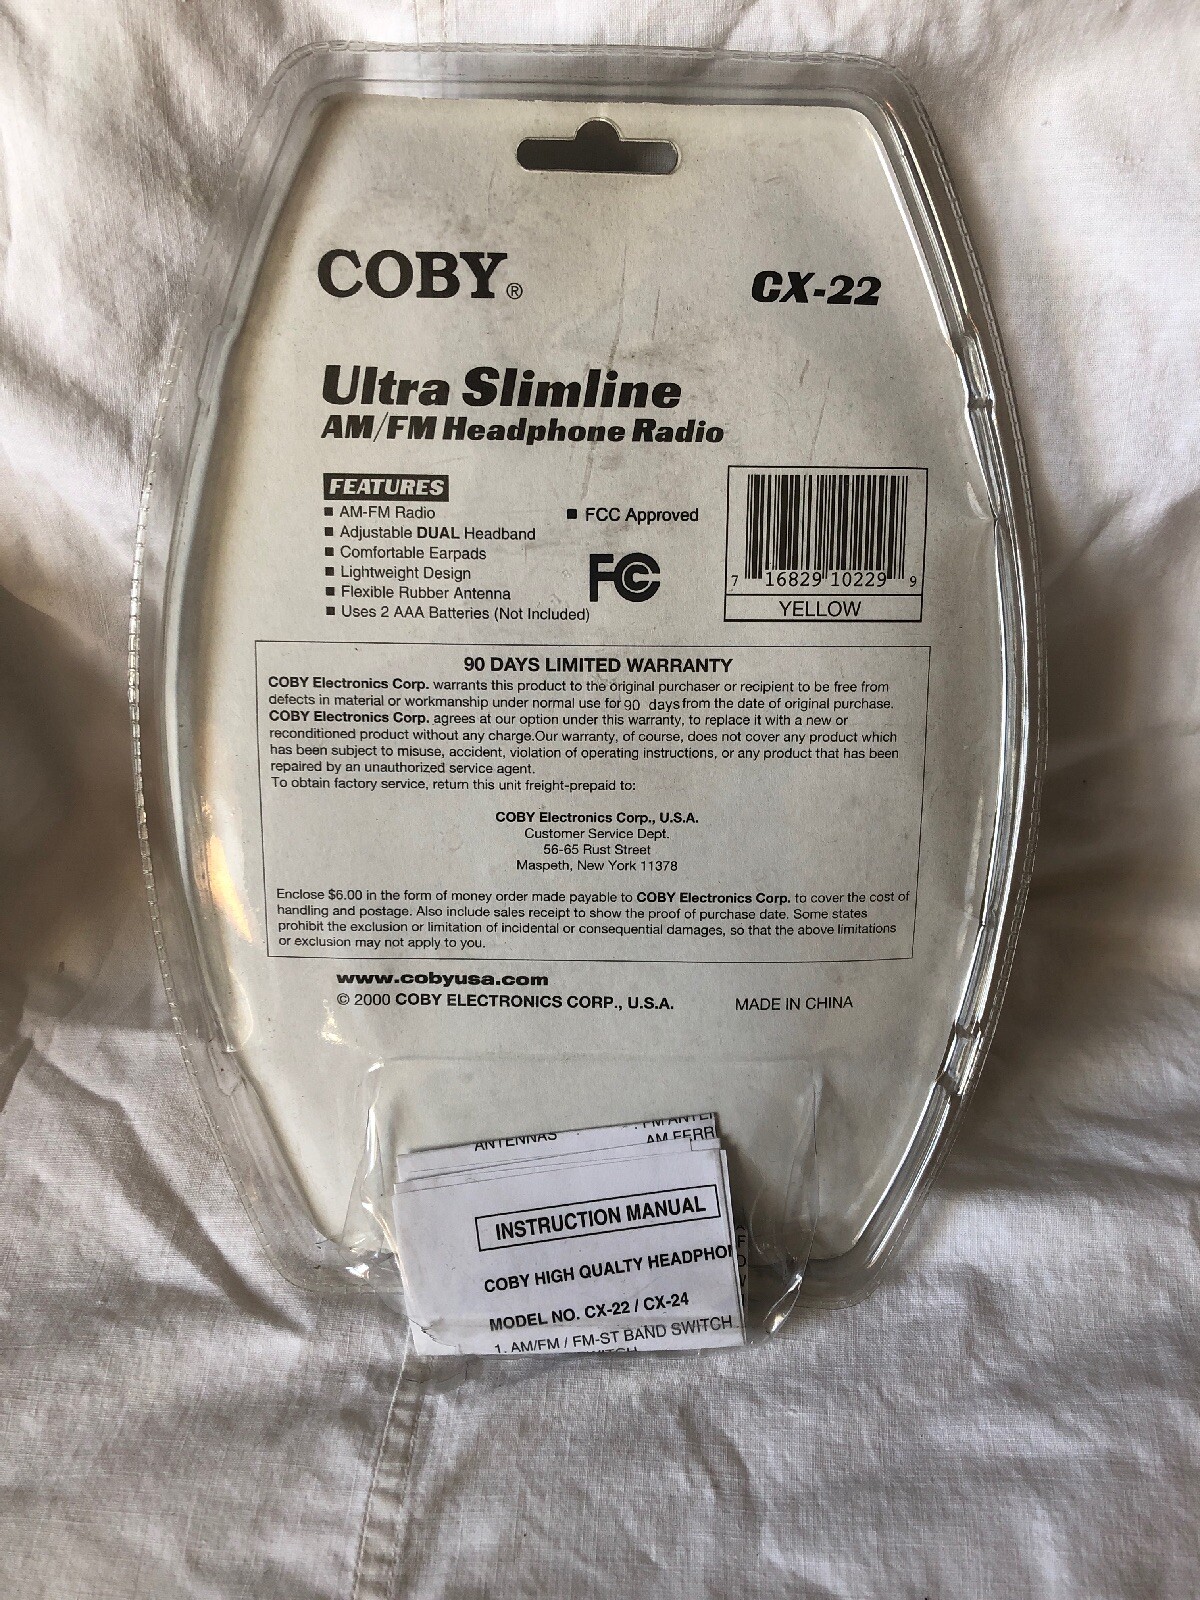 COBY®
CX-22
Ultra Slimline
AM/FM Headphone Radio
FEATURES
■ AM-FM Radio
■ Adjustable DUAL Headband
■ Comfortable Earpads
■ Lightweight Design
■ Flexible Rubber Antenna
■ Uses 2 AAA Batteries (Not Included)
■ FCC Approved
FC
7 16829 10229 9
YELLOW
90 DAYS LIMITED WARRANTY
COBY Electronics Corp. warrants this product to the original purchaser or recipient to be free from
defects in material or workmanship under normal use for 90 days from the date of original purchase.
COBY Electronics Corp. agrees at our option under this warranty, to replace it with a new or
reconditioned product without any charge.Our warranty, of course, does not cover any product which
has been subject to misuse, accident, violation of operating instructions, or any product that has been
repaired by an unauthorized service agent.
To obtain factory service, return this unit freight-prepaid to:
COBY Electronics Corp., U.S.A.
Customer Service Dept.
56-65 Rust Street
Maspeth, New York 11378
Enclose $6.00 in the form of money order made payable to COBY Electronics Corp. to cover the cost of
handling and postage. Also include sales receipt to show the proof of purchase date. Some states
prohibit the exclusion or limitation of incidental or consequential damages, so that the above limitations
or exclusion may not apply to you.
www.cobyusa.com
© 2000 COBY ELECTRONICS CORP., U.S.A.
MADE IN CHINA
ANTENNAS
AM FERR
INSTRUCTION MANUAL
COBY HIGH QUALTY HEADPHO
MODEL NO. CX-22 / CX-24
1. AM/FM / FM-ST BAND SWITCH